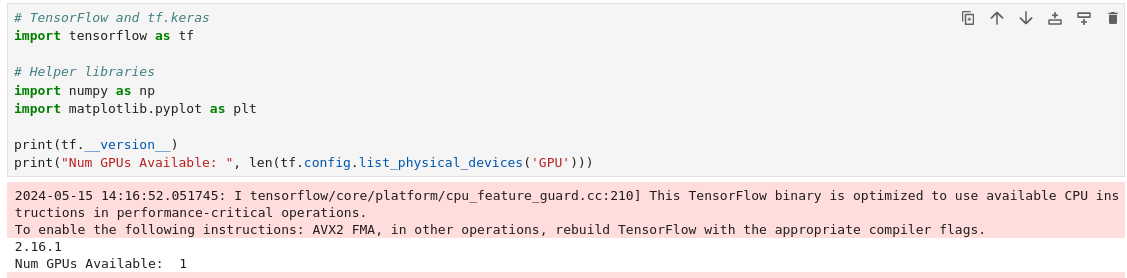 # TensorFlow and tf.keras
import tensorflow as tf
# Helper libraries
import numpy as np
import matplotlib.pyplot as plt
print(tf.__version__)
print("Num GPUs Available: ", len(tf.config.list_physical_devices('GPU')))
2024-05-15 14:16:52.051745: I tensorflow/core/platform/cpu_feature_guard.cc:210] This TensorFlow binary is optimized to use available CPU ins
tructions in performance-critical operations.
To enable the following instructions: AVX2 FMA, in other operations, rebuild TensorFlow with the appropriate compiler flags.
2.16.1
Num GPUs Available:  1